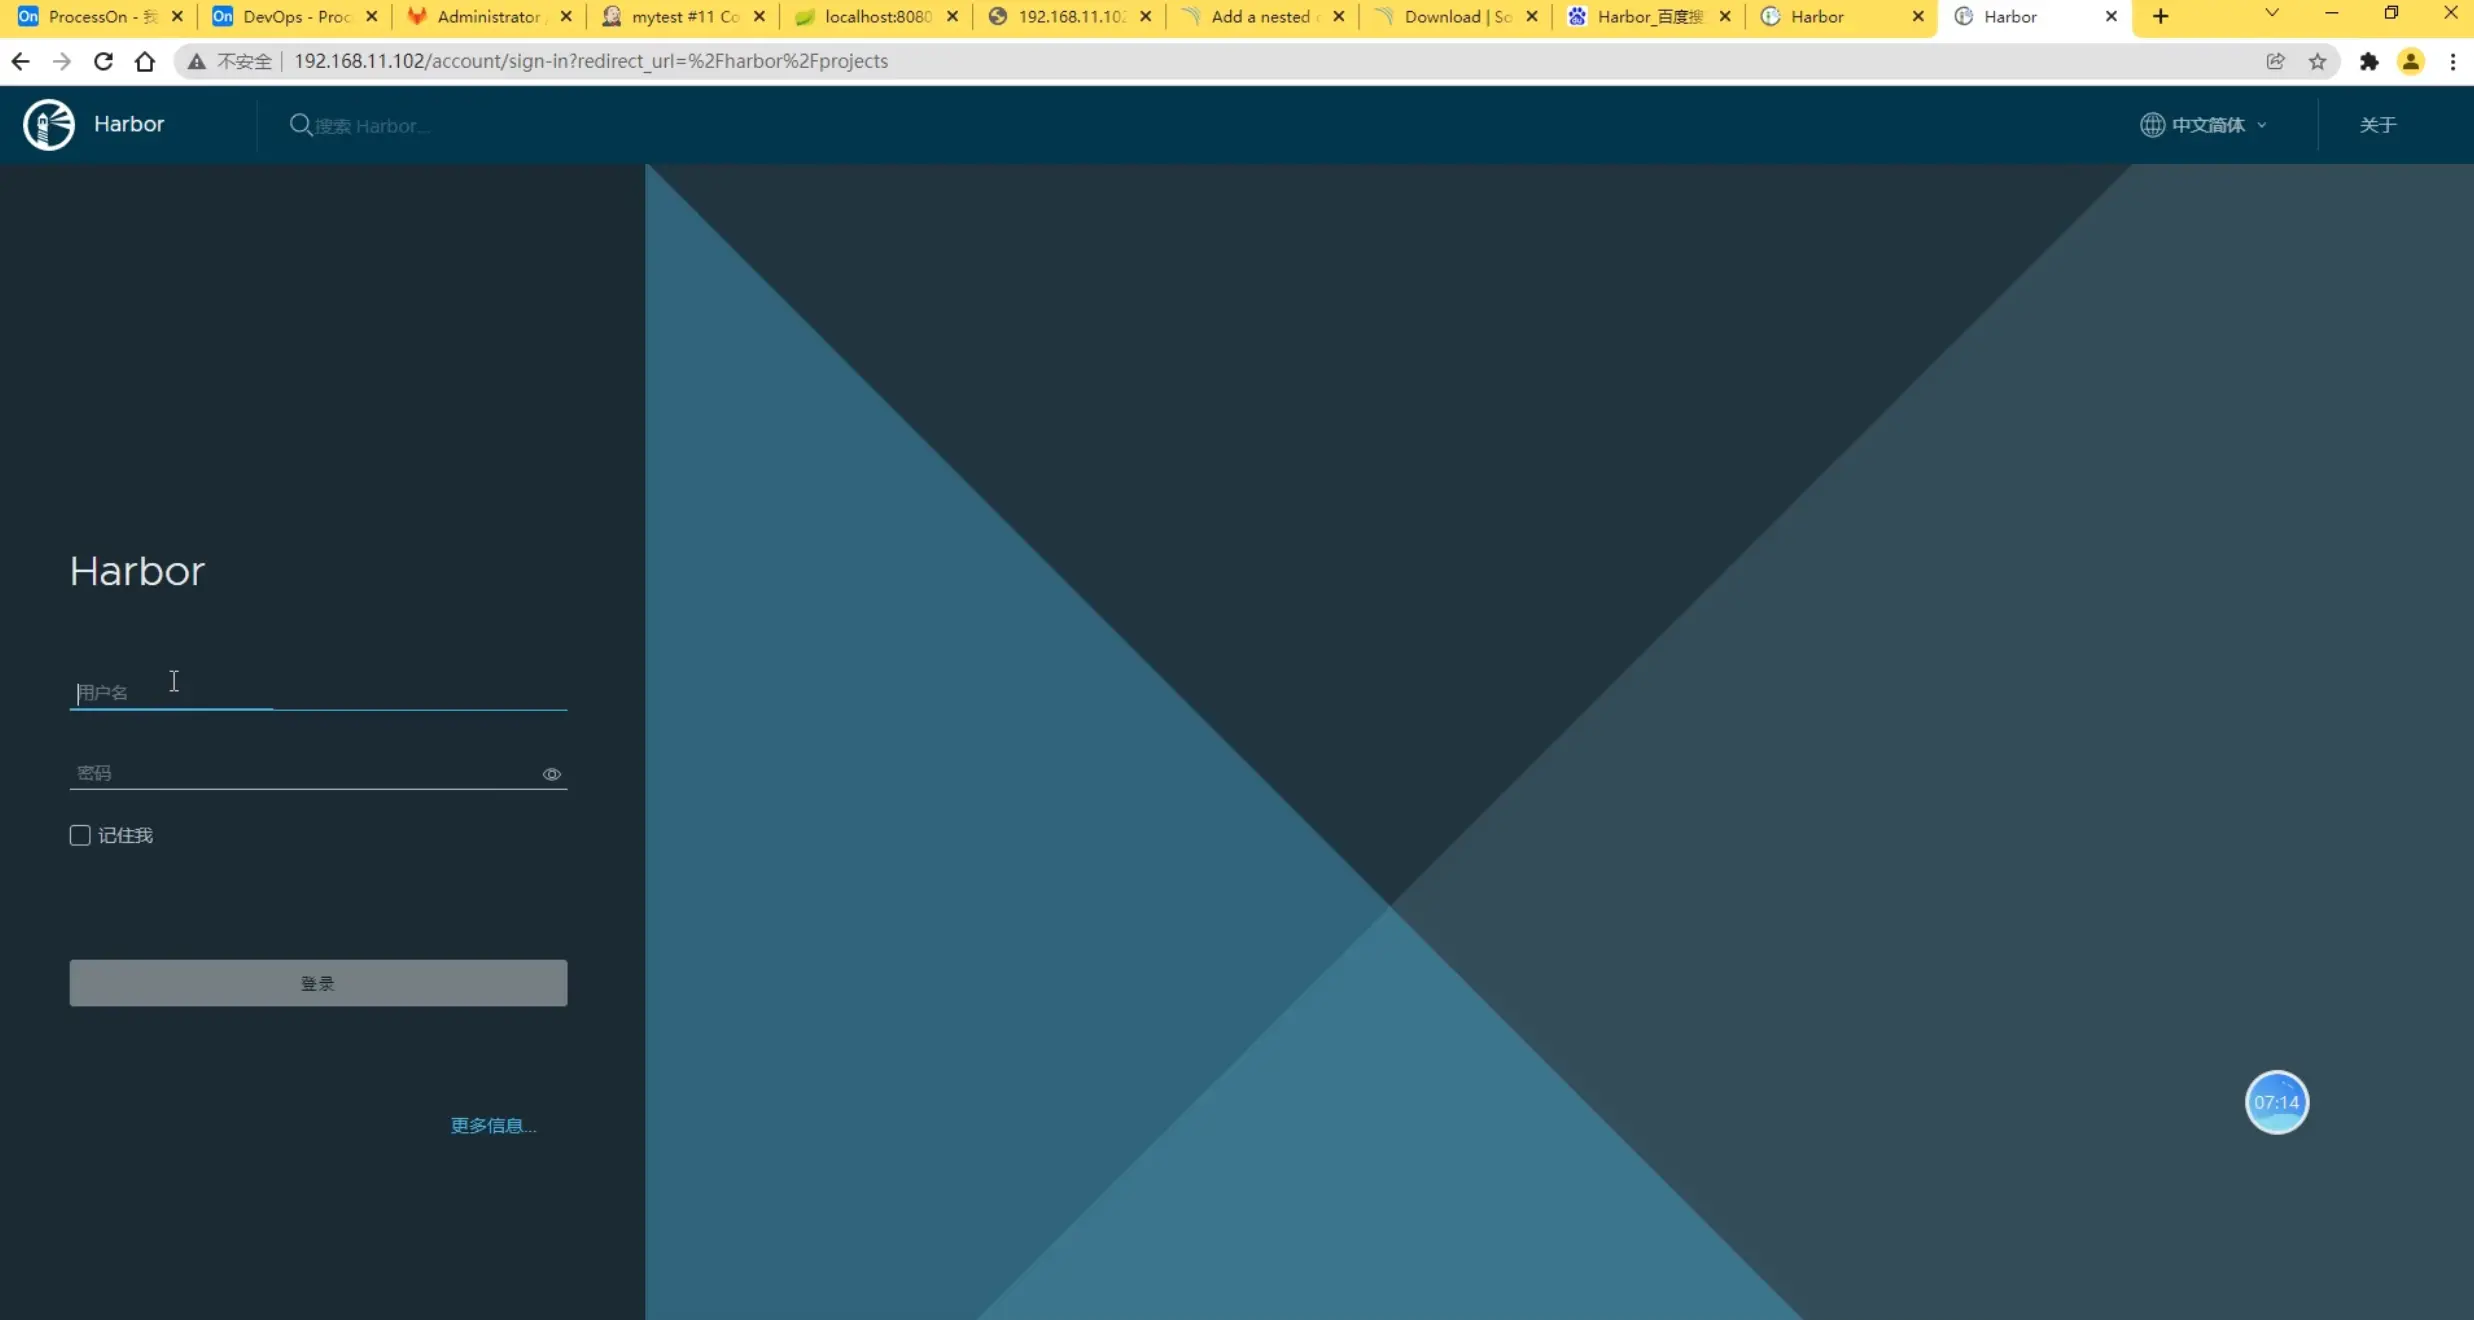 ProcessOn - 我
DevOps - Proc
Administrator
mytest #11 Co
localhost:8080
192.168.11.102
Add a nested
Download | So
Harbor_百度搜
Harbor
Harbor
不安全
192.168.11.102/account/sign-in?redirect_url=%2Fharbor%2Fprojects
Harbor
搜索 Harbor...
中文简体
关于
Harbor
用户名
密码
记住我
登录
更多信息...
07:14